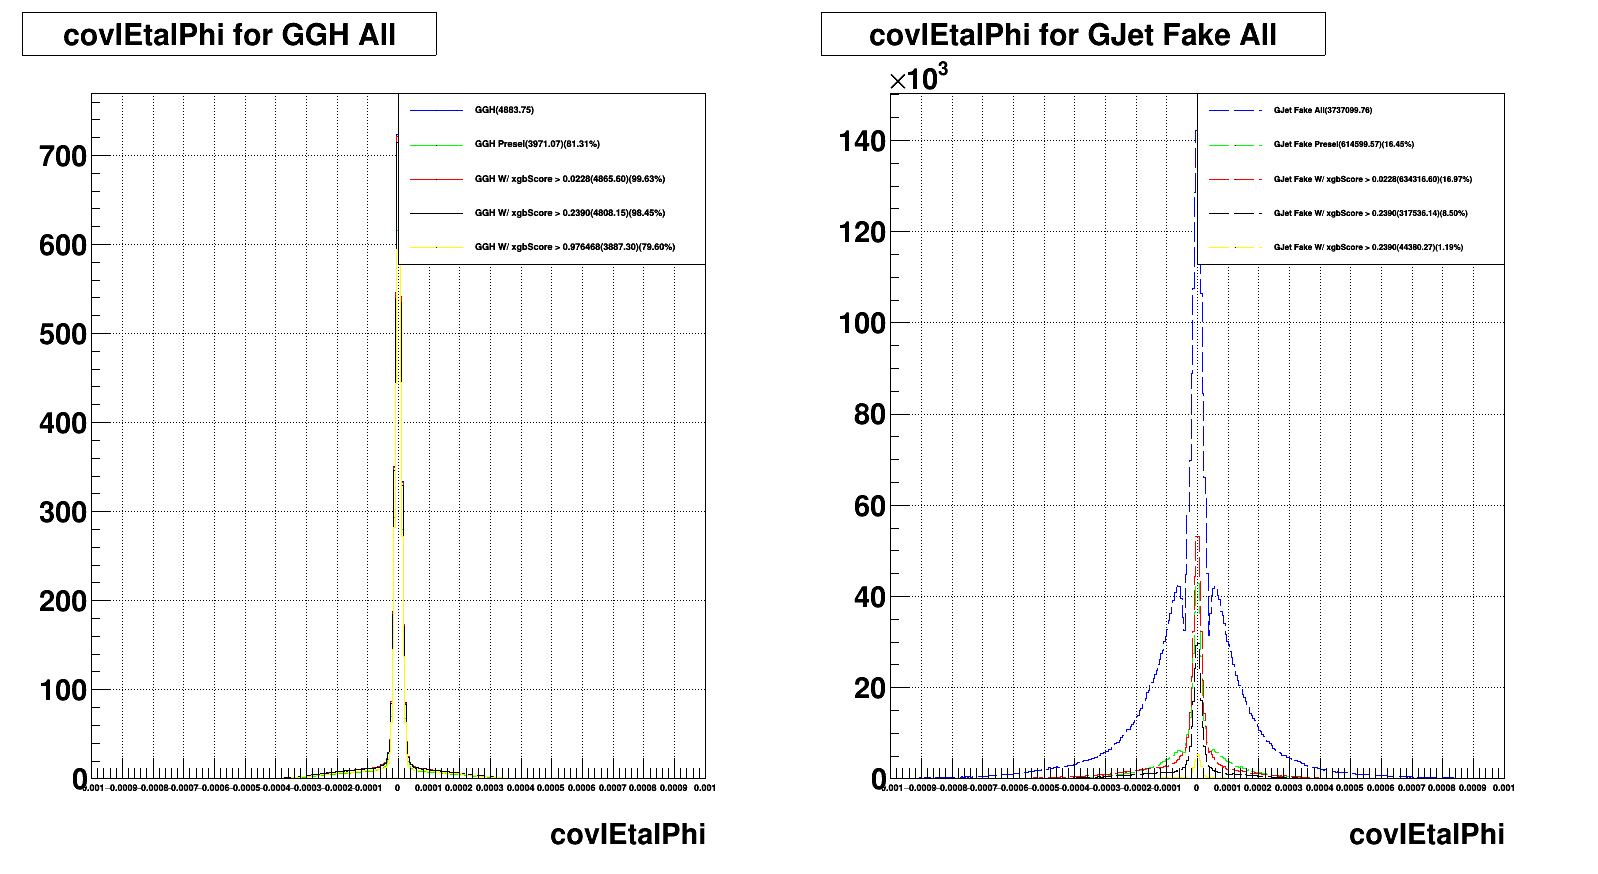 covIEtaIPhi for GGH All
700
600
500
400
300
200
100
0
GGH(4883.75)
GGH Presel(3971.07)(81.31%)
GGH W/ xgbScore > 0.0228(4865.60)(99.63%)
GGH W/ xgbScore > 0.2390(4808.15)(98.45%)
GGH W/ xgbScore > 0.976468(3887.30)(79.60%)
-0.001 -0.0009 -0.0008 -0.0007 -0.0006 -0.0005 -0.0004 -0.0003 -0.0002 -0.0001 0 0.0001 0.0002 0.0003 0.0004 0.0005 0.0006 0.0007 0.0008 0.0009 0.001
covIEtaIPhi
covIEtaIPhi for GJet Fake All
×10³
140
120
100
80
60
40
20
0
GJet Fake All(3737099.76)
GJet Fake Presel(614599.57)(16.45%)
GJet Fake W/ xgbScore > 0.0228(634316.60)(16.97%)
GJet Fake W/ xgbScore > 0.2390(317536.14)(8.50%)
GJet Fake W/ xgbScore > 0.2390(44380.27)(1.19%)
-0.001 -0.0009 -0.0008 -0.0007 -0.0006 -0.0005 -0.0004 -0.0003 -0.0002 -0.0001 0 0.0001 0.0002 0.0003 0.0004 0.0005 0.0006 0.0007 0.0008 0.0009 0.001
covIEtaIPhi